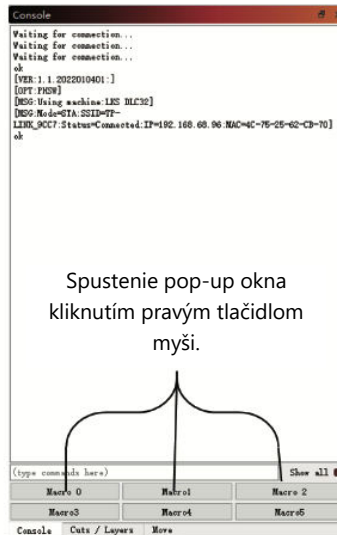 Console
Waiting for connection...
Waiting for connection...
Waiting for connection...
ok
[VER:1.1.2022010401:]
[OPT:PHSW]
[MSG:Using machine:LKS DLC32]
[MSG:Mode=STA:SSID=TP-
LINK_9CC7:Status=Connected:IP=192.168.68.96:MAC=4C-75-25-62-CB-70]
ok
Spustenie pop-up okna
kliknutím pravým tlačidlom
myši.
(type commands here) Show all
Macro 0 Macro1 Macro 2
Macro3 Macro4 Macro5
Console Cuts / Layers Move